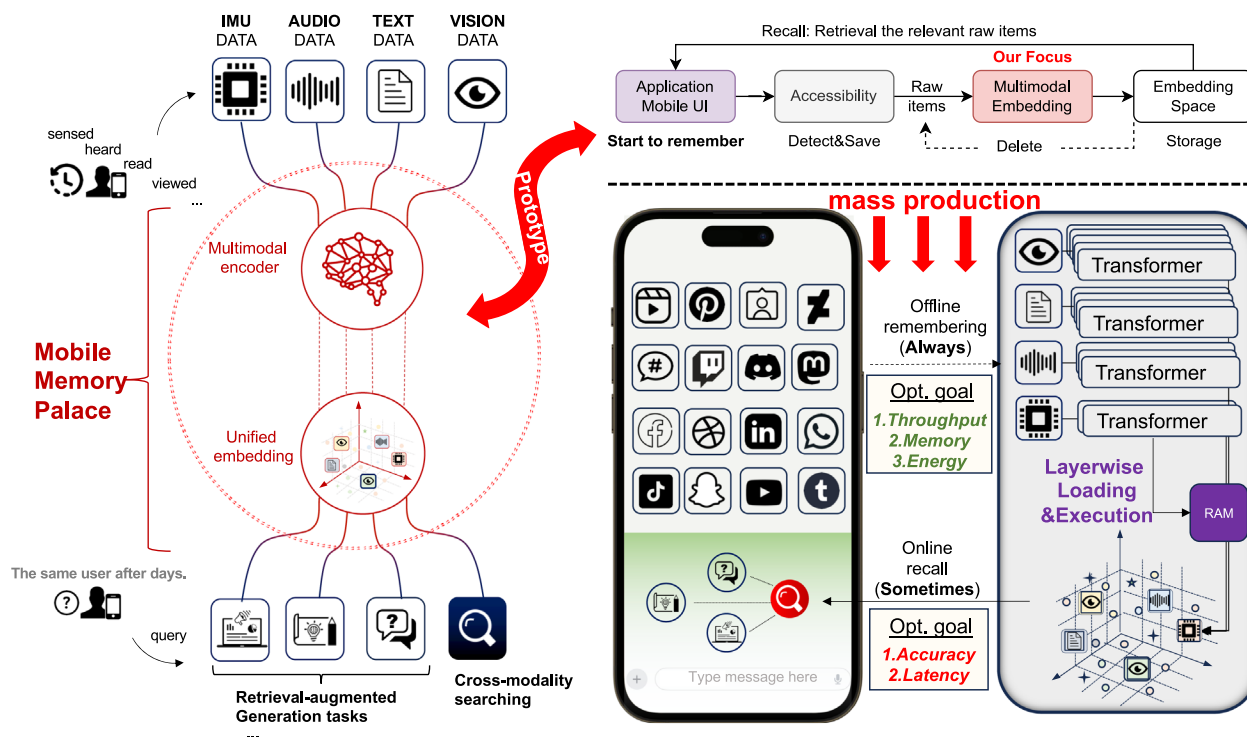 IMU
DATA
AUDIO
DATA
TEXT
DATA
VISION
DATA
sensed
heard
read
viewed
...
Multimodal
encoder
Mobile
Memory
Palace
Unified
embedding
The same user after days.
query
Retrieval-augmented
Generation tasks
...
Cross-modality
searching
Prototype
Recall: Retrieval the relevant raw items
Our Focus
Application
Mobile UI
Accessibility
Raw
items
Multimodal
Embedding
Embedding
Space
Start to remember
Detect&Save
Delete
Storage
mass production
Type message here
Offline
remembering
(Always)
Opt. goal
1.Throughput
2.Memory
3.Energy
Online
recall
(Sometimes)
Opt. goal
1.Accuracy
2.Latency
Transformer
Transformer
Transformer
Transformer
Layerwise
Loading
&Execution
RAM